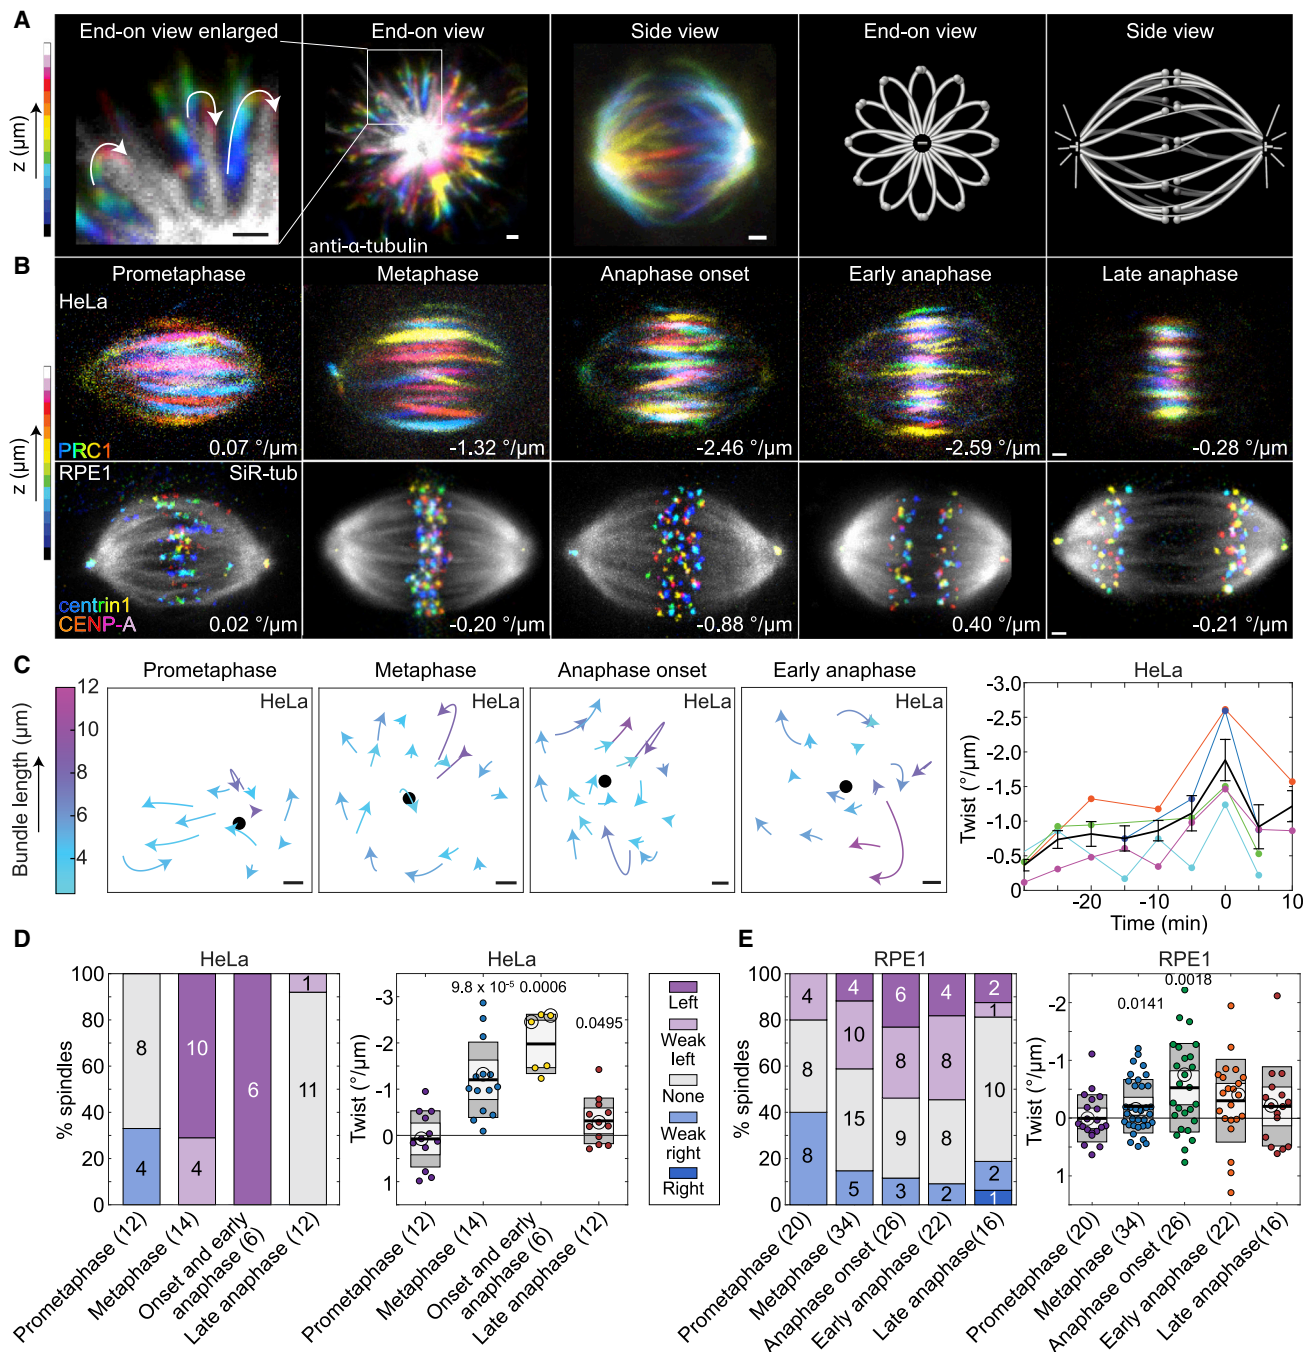 A
End-on view enlarged
End-on view
Side view
End-on view
Side view
z (µm)
anti-α-tubulin
B
Prometaphase
Metaphase
Anaphase onset
Early anaphase
Late anaphase
HeLa
z (µm)
PRC1
0.07 °/µm
-1.32 °/µm
-2.46 °/µm
-2.59 °/µm
-0.28 °/µm
RPE1
SiR-tub
centrin1
CENP-A
0.02 °/µm
-0.20 °/µm
-0.88 °/µm
0.40 °/µm
-0.21 °/µm
C
Prometaphase
Metaphase
Anaphase onset
Early anaphase
HeLa
Bundle length (µm)
12
10
8
6
4
HeLa
HeLa
HeLa
HeLa
Twist (°/µm)
-3.0
-2.5
-2.0
-1.5
-1.0
-0.5
0
-20
-10
0
10
Time (min)
D
HeLa
% spindles
100
80
60
40
20
0
8
4
10
4
6
1
11
Prometaphase (12)
Metaphase (14)
Onset and early
anaphase (6)
Late anaphase (12)
HeLa
Twist (°/µm)
-3
-2
-1
0
1
9.8 x 10⁻⁵
0.0006
0.0495
Prometaphase (12)
Metaphase (14)
Onset and early
anaphase (6)
Late anaphase (12)
Left
Weak
left
None
Weak
right
Right
E
RPE1
% spindles
100
80
60
40
20
0
4
8
8
4
10
15
5
6
8
9
3
4
8
8
2
2
1
10
2
1
Prometaphase (20)
Metaphase (34)
Anaphase onset (26)
Early anaphase (22)
Late anaphase(16)
RPE1
Twist (°/µm)
-2
-1
0
1
0.0141
0.0018
Prometaphase (20)
Metaphase (34)
Anaphase onset (26)
Early anaphase (22)
Late anaphase(16)